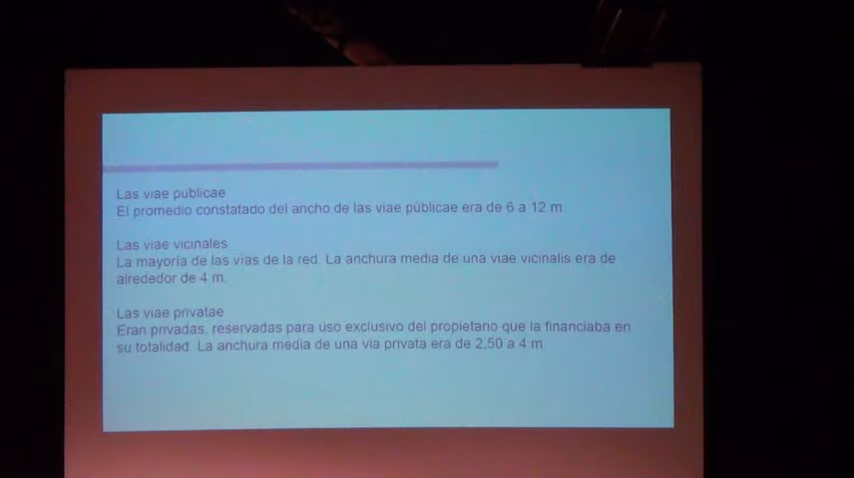 Las viae publicae
El promedio constatado del ancho de las viae públicae era de 6 a 12 m.
Las viae vicinales
La mayoría de las vías de la red. La anchura media de una viae vicinalis era de
alrededor de 4 m.
Las viae privatae
Eran privadas, reservadas para uso exclusivo del propietario que la financiaba en
su totalidad. La anchura media de una via privata era de 2,50 a 4 m